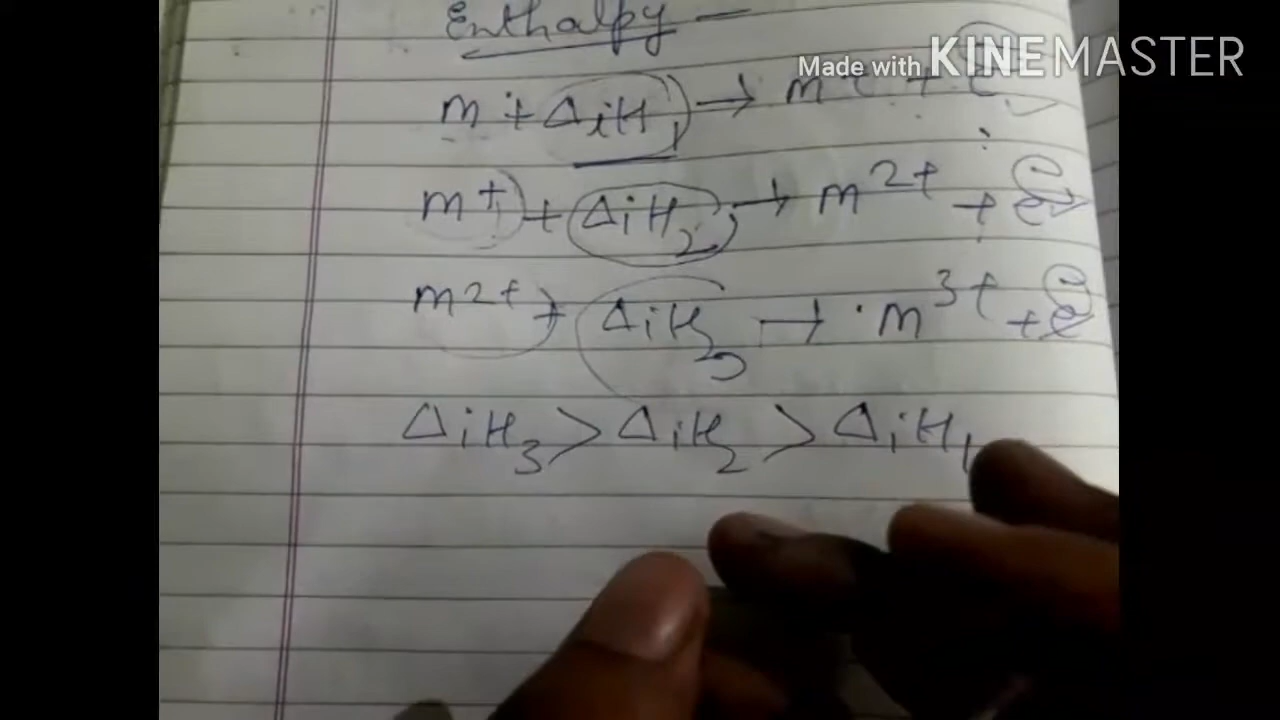 Enthalpy —
Made with KINEMASTER
m + ΔiH1 → m+ + e
m+ + ΔiH2 → m2+ + e
m2+ + ΔiH3 → m3+ + e
ΔiH3 > ΔiH2 > ΔiH1